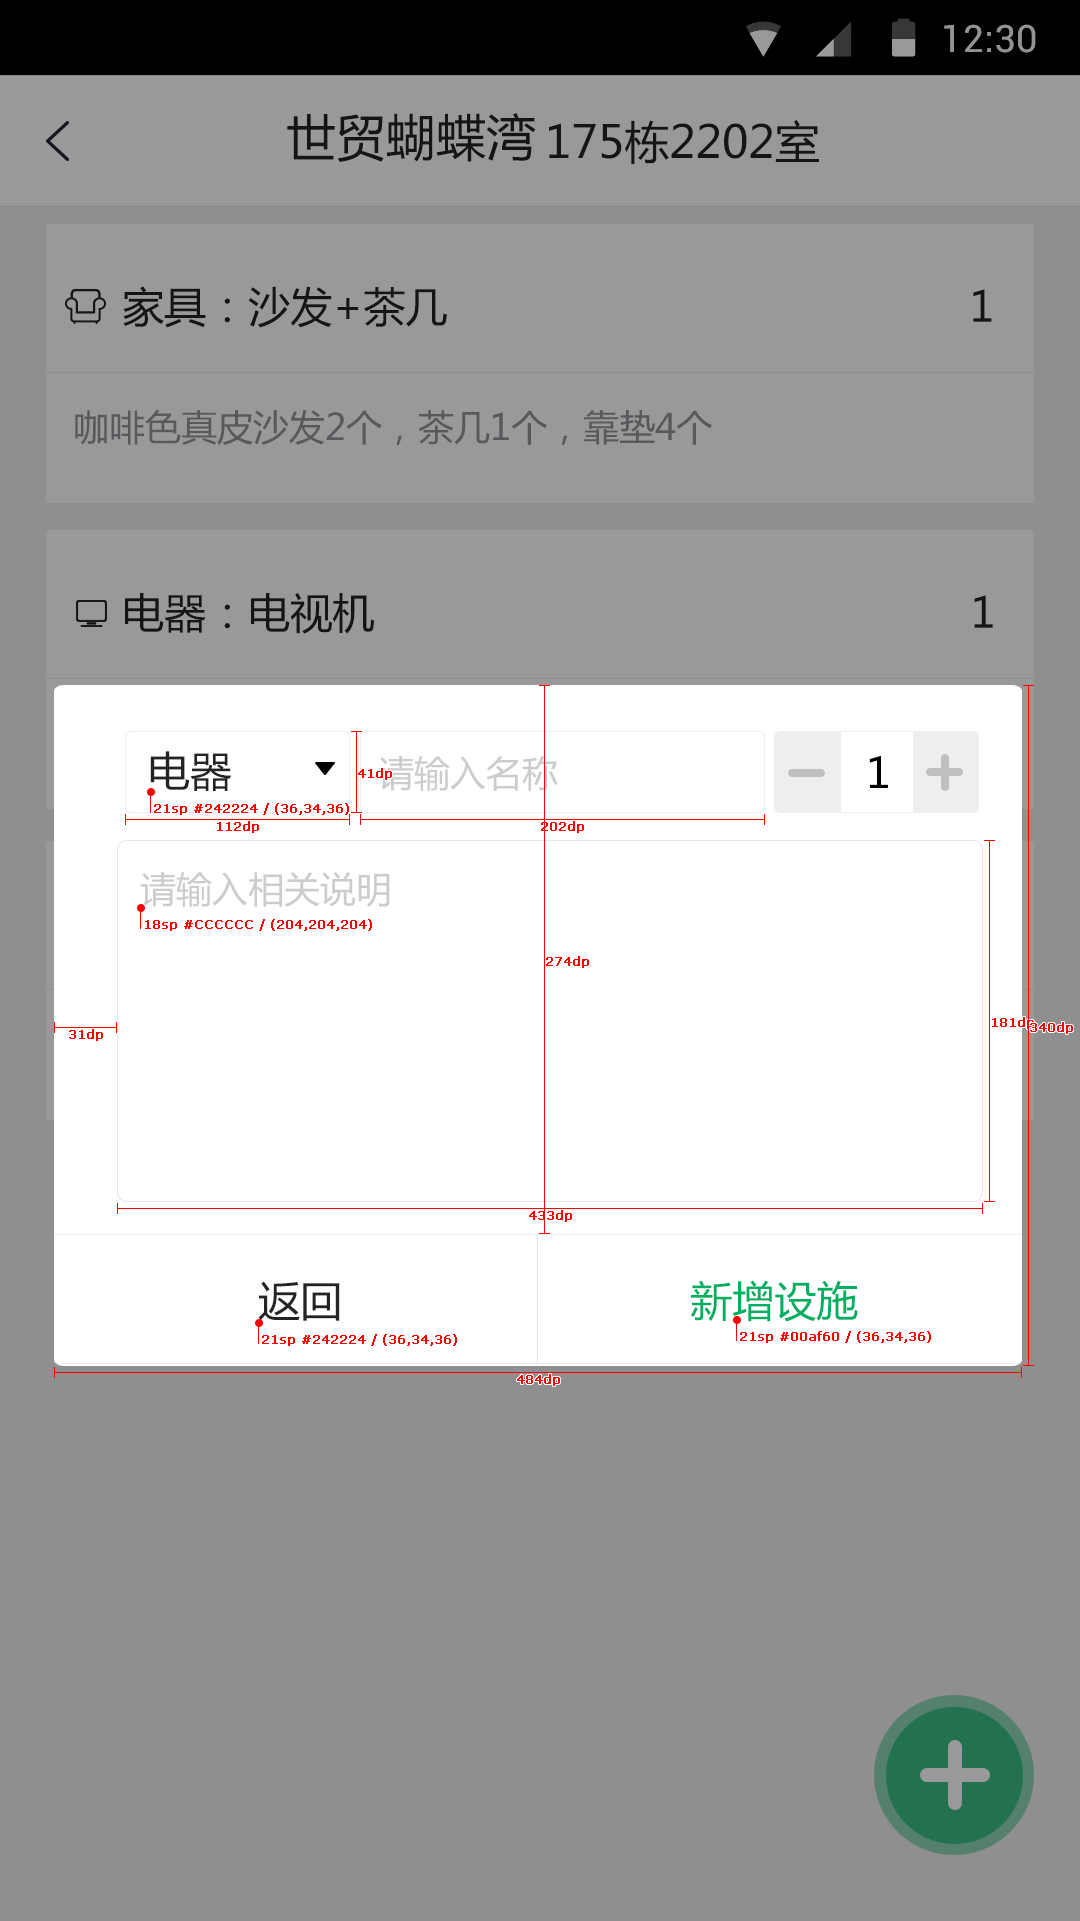 12:30
世贸蝴蝶湾 175栋2202室
家具：沙发+茶几 1
咖啡色真皮沙发2个，茶几1个，靠垫4个
电器：电视机 1
电器 请输入名称 1
41dp
21sp #242224 / (36,34,36)
112dp 202dp
请输入相关说明
18sp #CCCCCC / (204,204,204)
274dp
181dp 340dp
31dp
433dp
返回 新增设施
21sp #242224 / (36,34,36) 21sp #00af60 / (36,34,36)
484dp